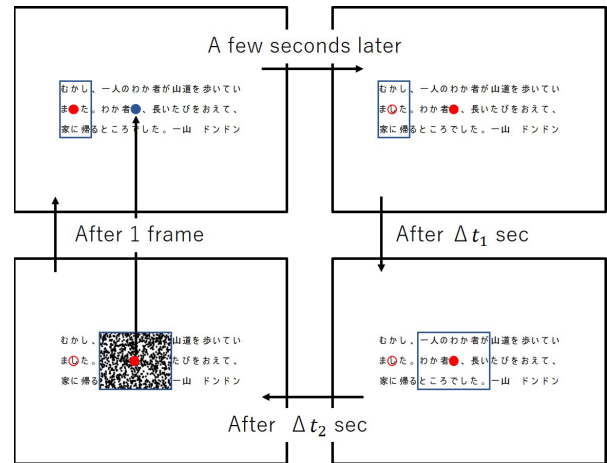 むかし、一人のわか者が山道を歩いてい
ま た。わか者 、長いたびをおえて、
家に帰るところでした。一山　ドンドン
A few seconds later
むかし、一人のわか者が山道を歩いてい
ました。わか者 、長いたびをおえて、
家に帰るところでした。一山　ドンドン
After 1 frame
After Δt₁ sec
むかし、 山道を歩いてい
ました。 たびをおえて、
家に帰る 一山　ドンドン
むかし、一人のわか者が山道を歩いてい
ました。わか者 、長いたびをおえて、
家に帰るところでした。一山　ドンドン
After Δt₂ sec